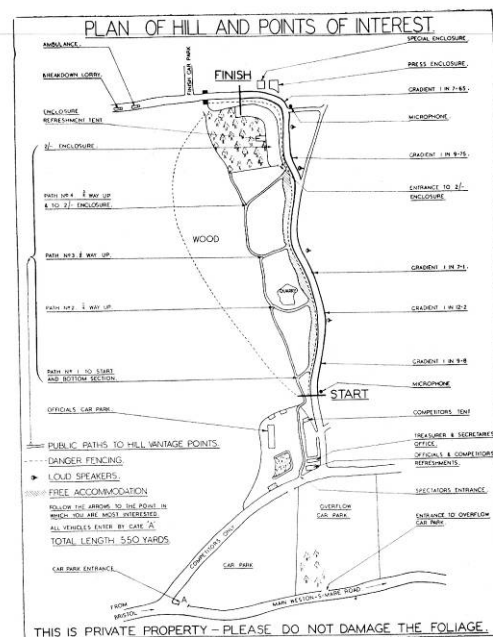 PLAN OF HILL AND POINTS OF INTEREST.
AMBULANCE.
BREAKDOWN LORRY.
FINISH CAR PARK
FINISH
SPECIAL ENCLOSURE.
PRESS ENCLOSURE.
GRADIENT 1 IN 7·65.
ENCLOSURE
REFRESHMENT TENT
MICROPHONE.
2/- ENCLOSURE.
GRADIENT 1 IN 9·75.
PATH Nº 4 ¾ WAY UP
& TO 2/- ENCLOSURE.
ENTRANCE TO 2/-
ENCLOSURE
WOOD
PATH Nº 3. ½ WAY UP.
GRADIENT 1 IN 7·1.
QUARRY
PATH Nº 2. ¼ WAY UP.
GRADIENT 1 IN 12·2
PATH Nº 1 TO START
AND BOTTOM SECTION.
GRADIENT 1 IN 9·8
MICROPHONE
START
OFFICIALS CAR PARK.
COMPETITORS TENT
TREASURER & SECRETARIES
OFFICE.
OFFICIALS & COMPETITORS
REFRESHMENTS.
PUBLIC PATHS TO HILL VANTAGE POINTS.
DANGER FENCING.
LOUD SPEAKERS.
FREE ACCOMMODATION
SPECTATORS ENTRANCE.
FOLLOW THE ARROWS TO THE POINT IN
WHICH YOU ARE MOST INTERESTED.
ALL VEHICLES ENTER BY GATE 'A'
TOTAL LENGTH 550 YARDS.
OVERFLOW
CAR PARK.
ENTRANCE TO OVERFLOW
CAR PARK.
COMPETITORS ONLY
CAR PARK
CAR PARK ENTRANCE.
A
FROM
BRISTOL
MAIN WESTON-S-MARE ROAD
THIS IS PRIVATE PROPERTY – PLEASE DO NOT DAMAGE THE FOLIAGE.